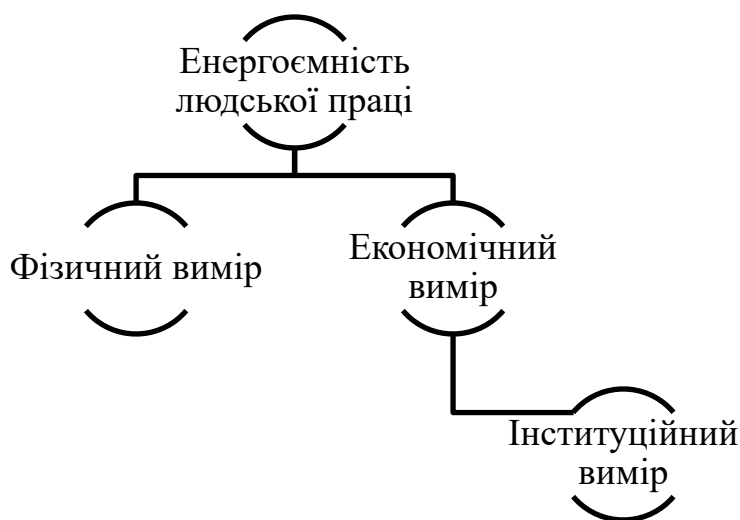 Енергоємність
людської праці
Фізичний вимір
Економічний
вимір
Інституційний
вимір